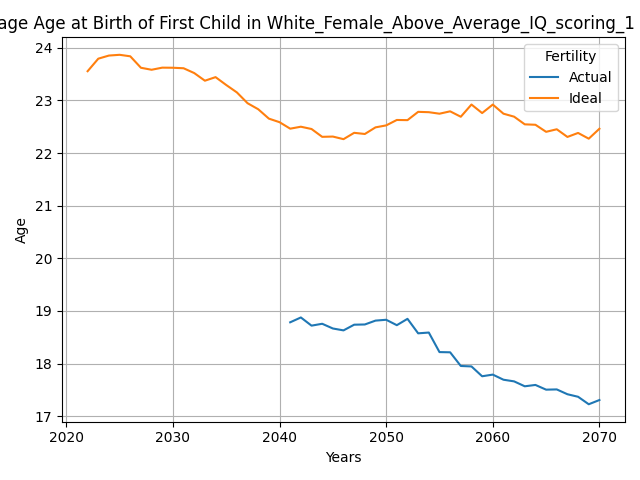 age Age at Birth of First Child in White_Female_Above_Average_IQ_scoring_1
24
23
22
21
20
19
18
17
Age
Fertility
Actual
Ideal
2020 2030 2040 2050 2060 2070
Years